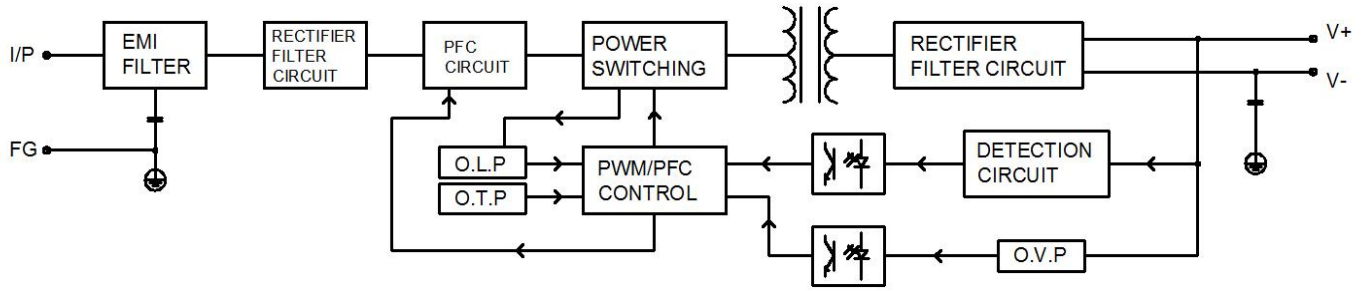 I/P
EMI
FILTER
RECTIFIER
FILTER
CIRCUIT
PFC
CIRCUIT
POWER
SWITCHING
RECTIFIER
FILTER CIRCUIT
V+
V-
FG
O.L.P
O.T.P
PWM/PFC
CONTROL
DETECTION
CIRCUIT
O.V.P